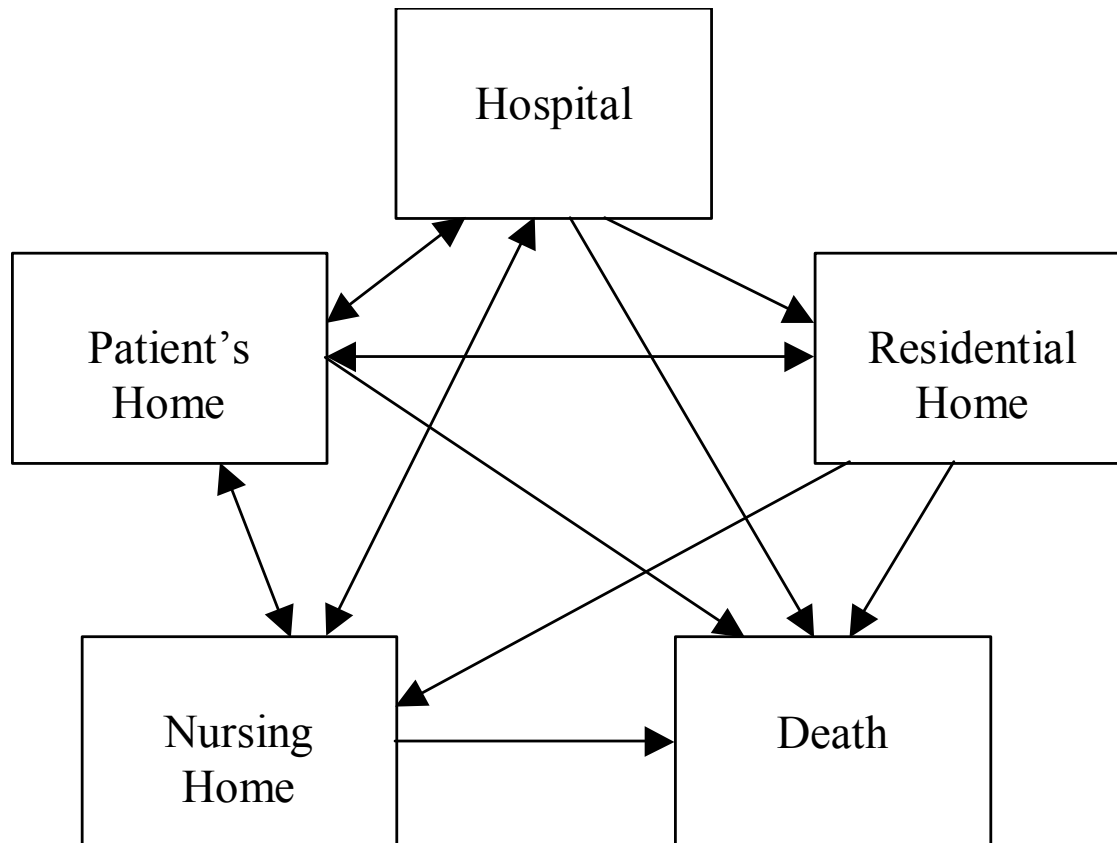 Hospital
Patient’s
Home
Residential
Home
Nursing
Home
Death